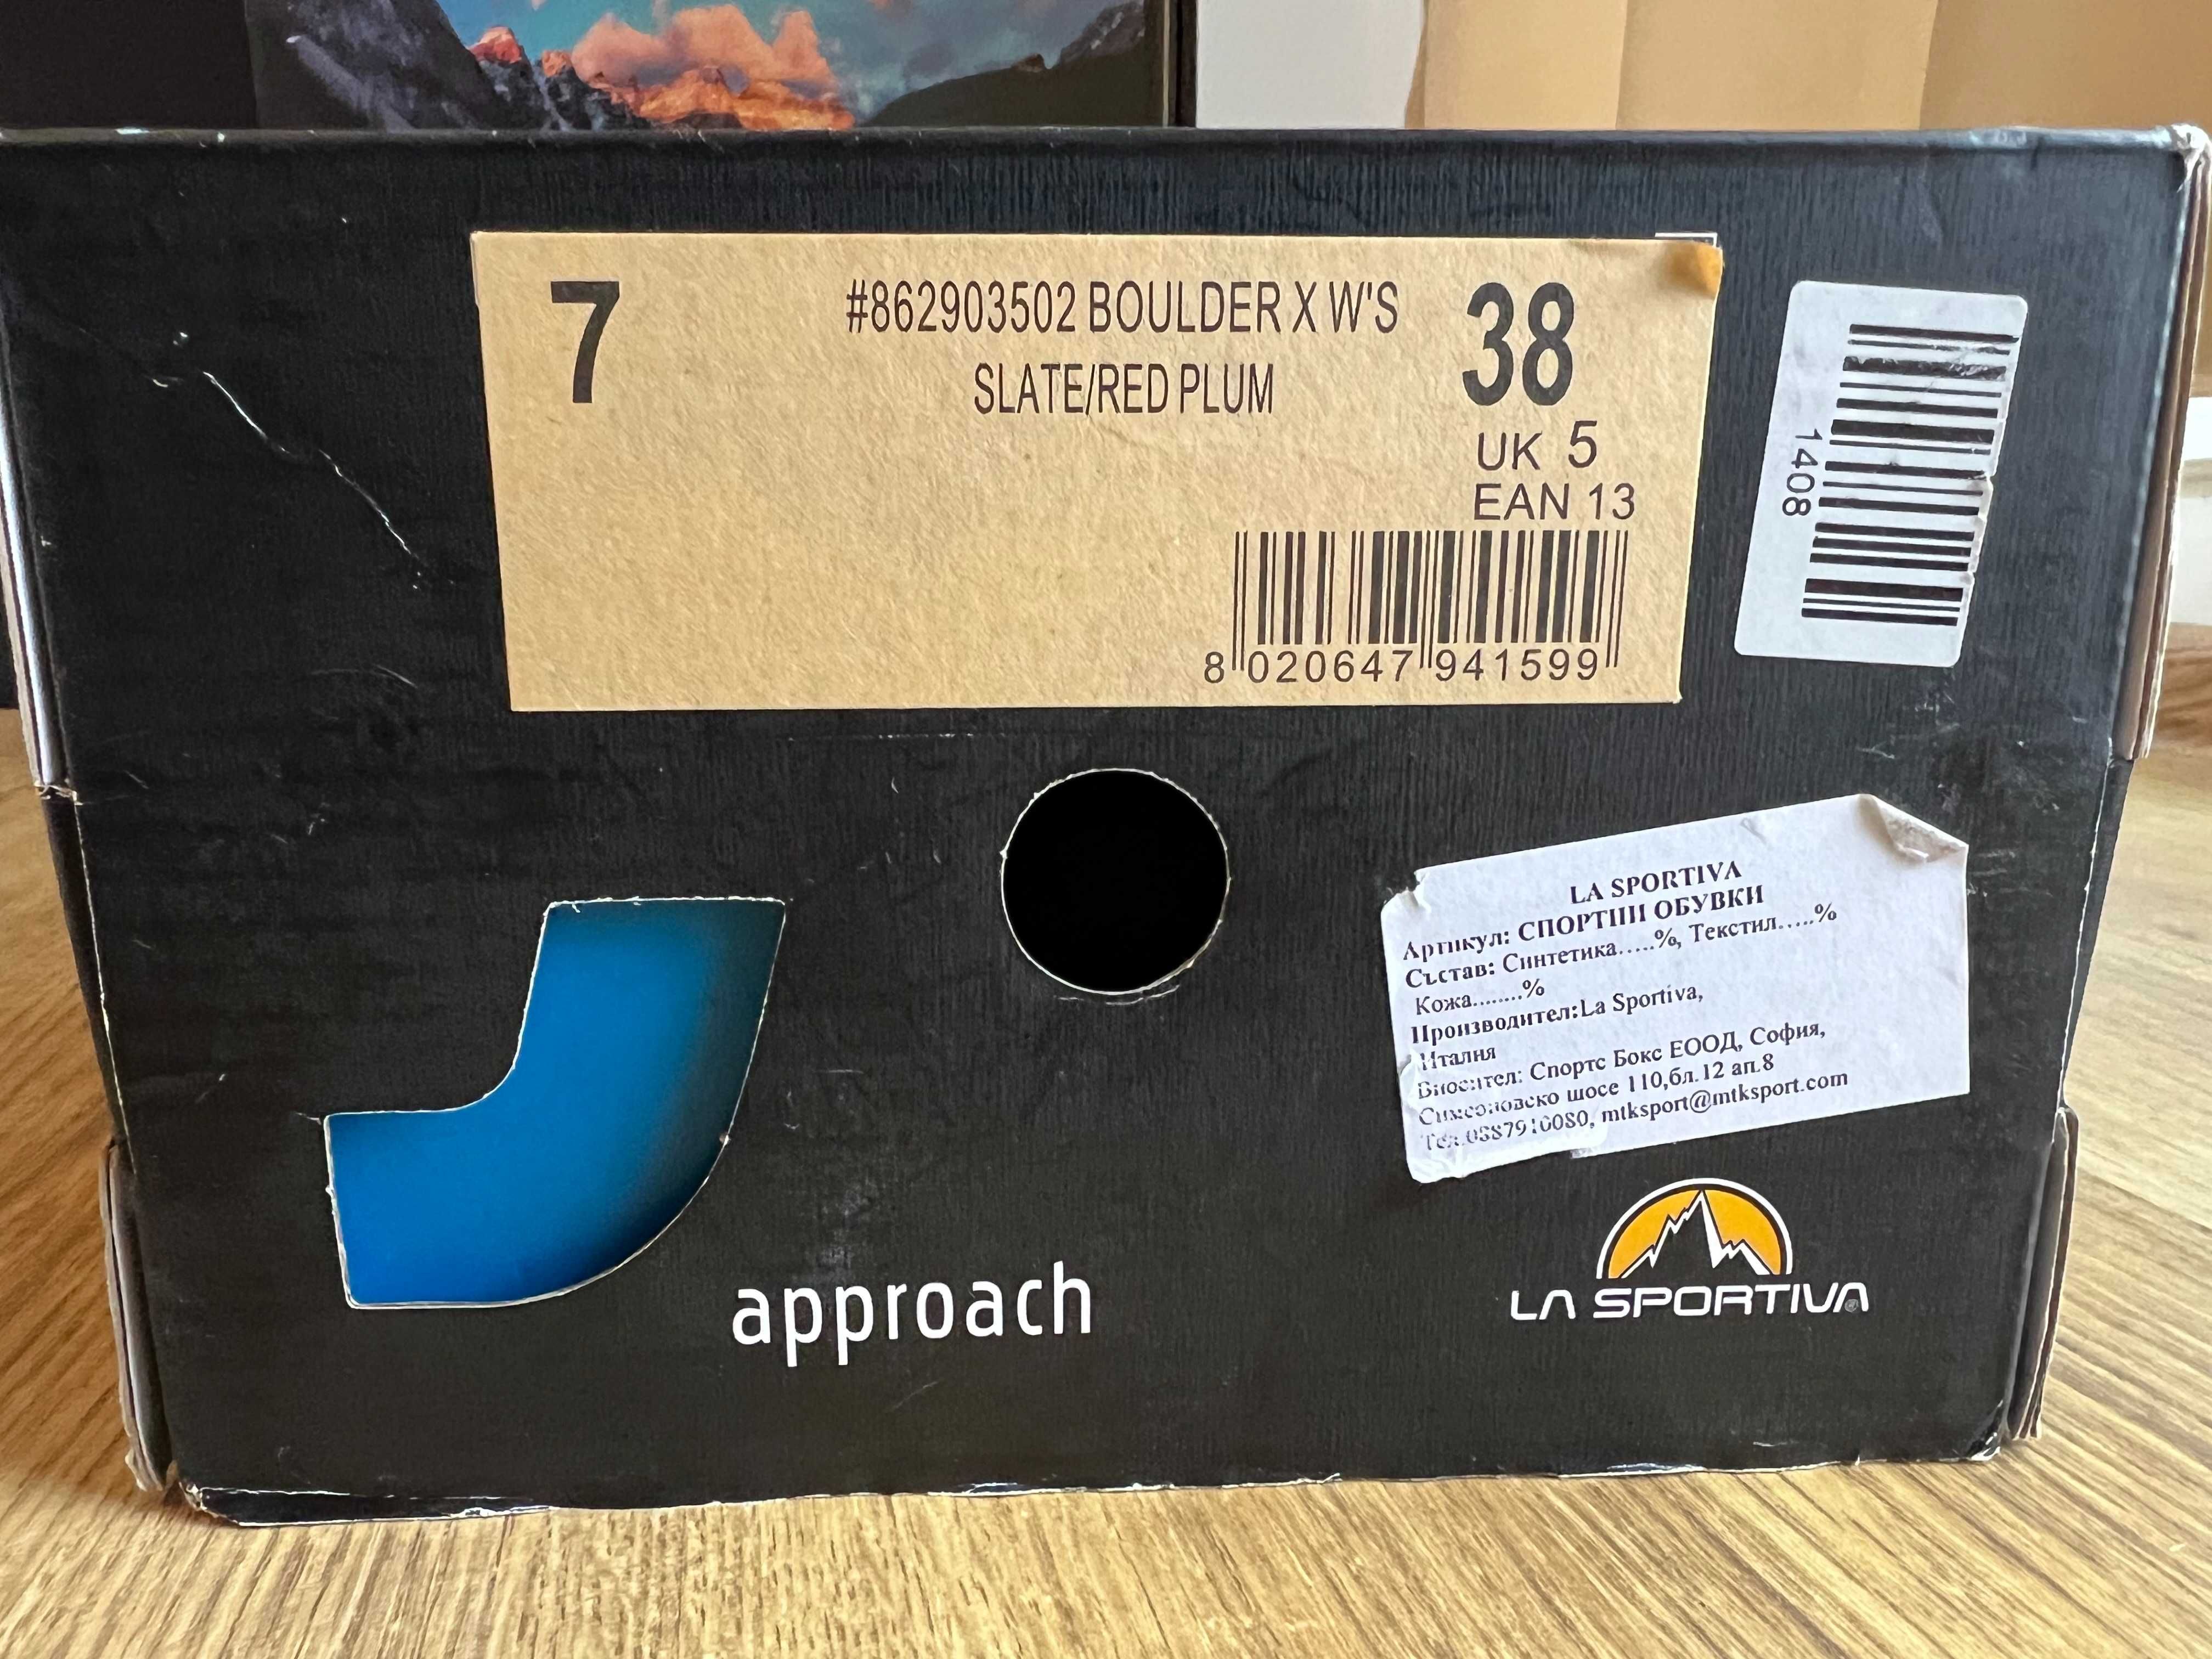 7
#862903502 BOULDER X W'S
SLATE/RED PLUM
38
UK 5
EAN 13
8 020647 941599
1408
LA SPORTIVA
Артикул: СПОРТНИ ОБУВКИ
Състав: Синтетика.....%, Текстил.....%
Кожа........%
Производител:La Sportiva,
Италия
Вносител: Спортс Бокс ЕООД, София,
Симеоновско шосе 110,бл.12 ап.8
Тел. mtksport@mtksport.com
approach
LA SPORTIVA®